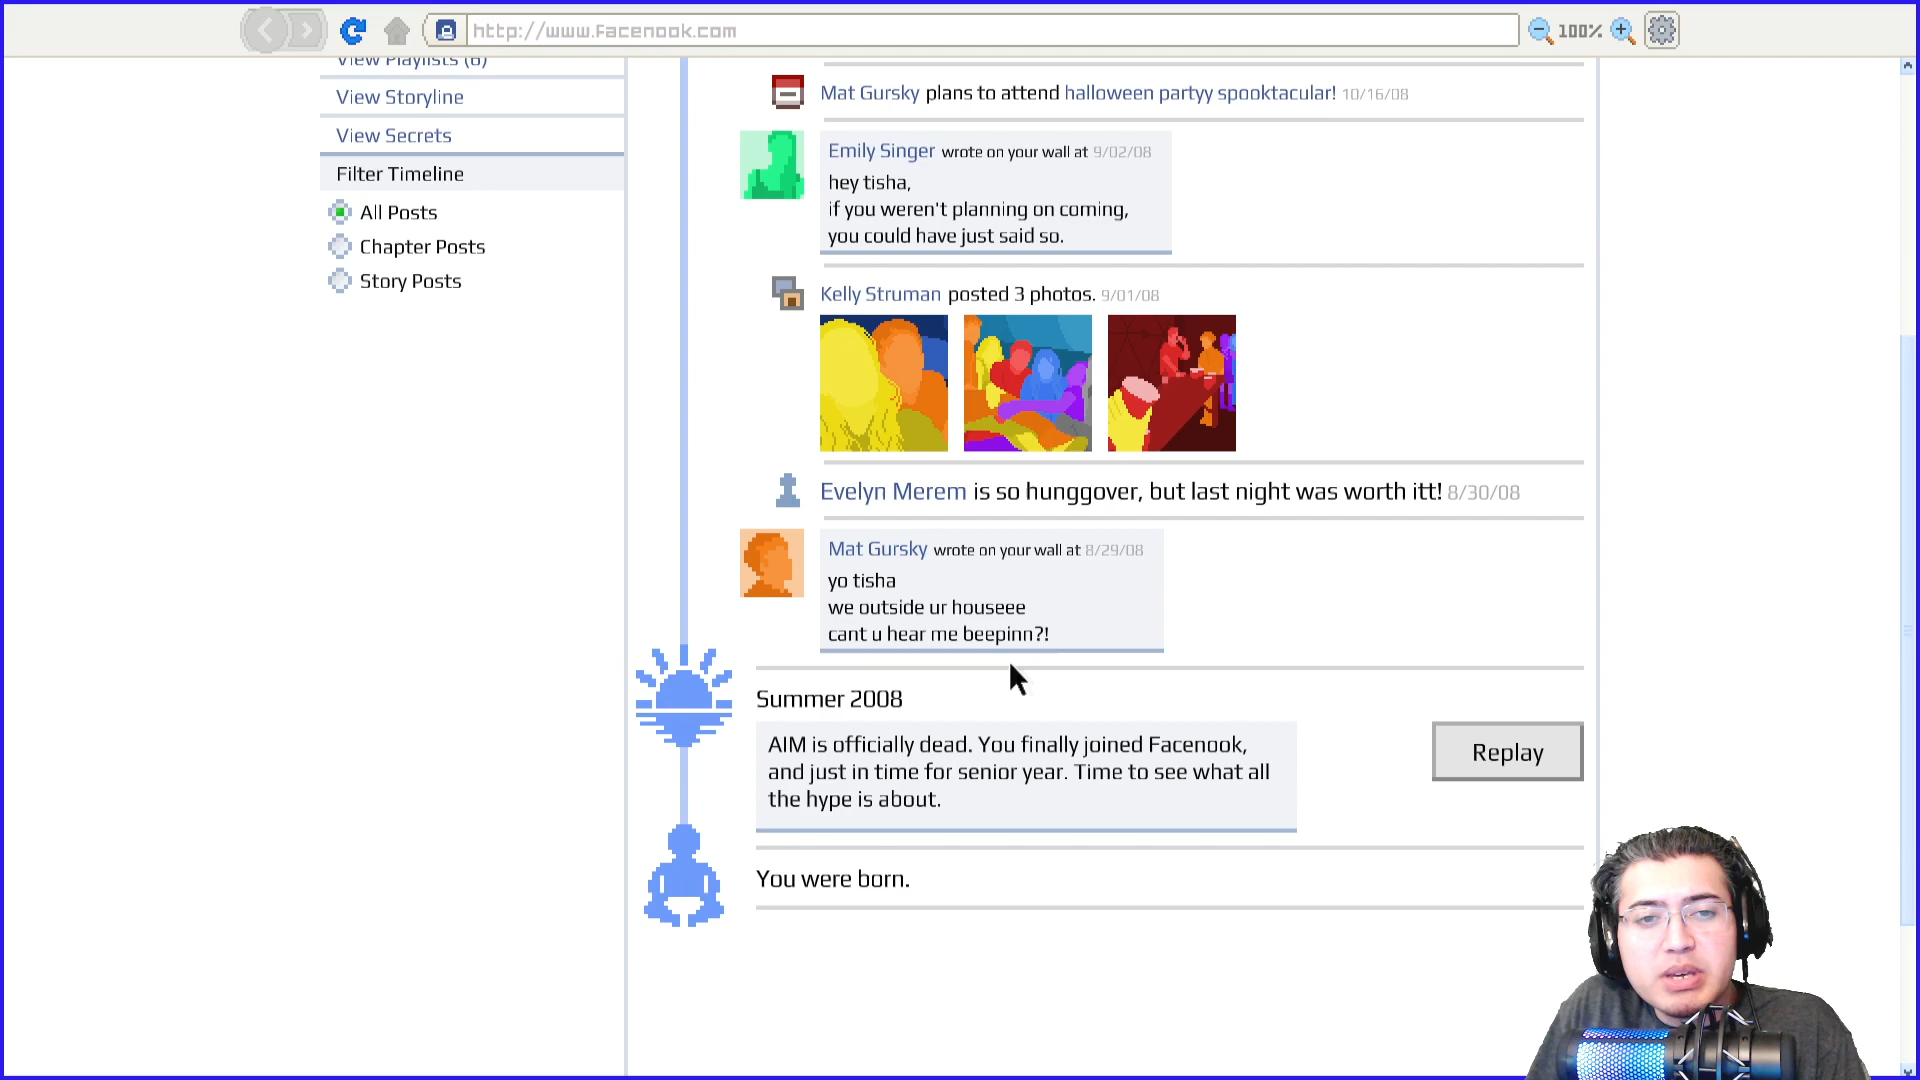 http://www.facenook.com
100%
View Playlists (6)
View Storyline
View Secrets
Filter Timeline
All Posts
Chapter Posts
Story Posts
Mat Gursky plans to attend halloween partyy spooktacular! 10/16/08
Emily Singer wrote on your wall at 9/02/08
hey tisha,
if you weren't planning on coming,
you could have just said so.
Kelly Struman posted 3 photos. 9/01/08
Evelyn Merem is so hunggover, but last night was worth itt! 8/30/08
Mat Gursky wrote on your wall at 8/29/08
yo tisha
we outside ur houseee
cant u hear me beepinn?!
Summer 2008
AIM is officially dead. You finally joined Facenook,
and just in time for senior year. Time to see what all
the hype is about.
Replay
You were born.